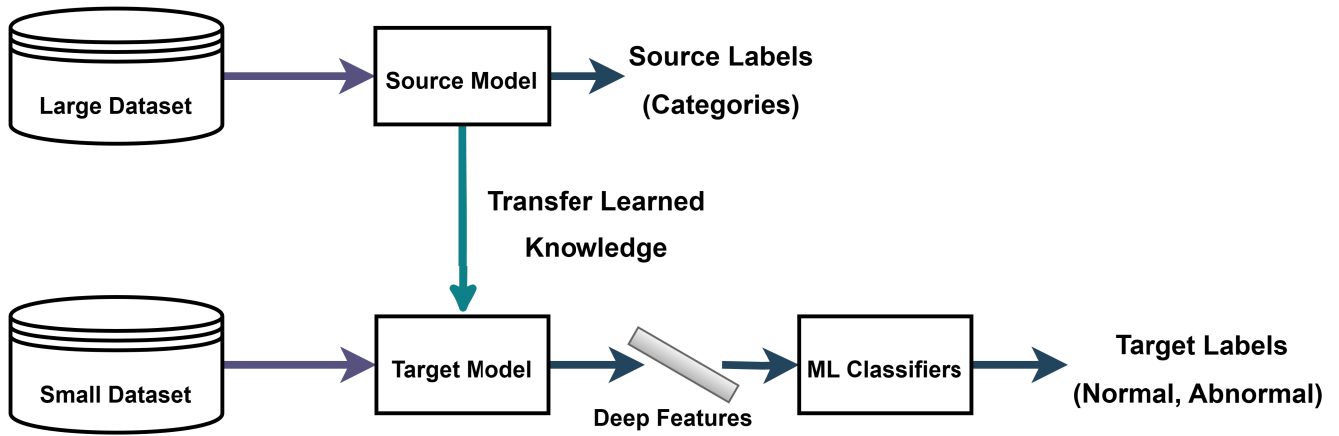 Large Dataset
Source Model
Source Labels
(Categories)
Transfer Learned
Knowledge
Small Dataset
Target Model
Deep Features
ML Classifiers
Target Labels
(Normal, Abnormal)